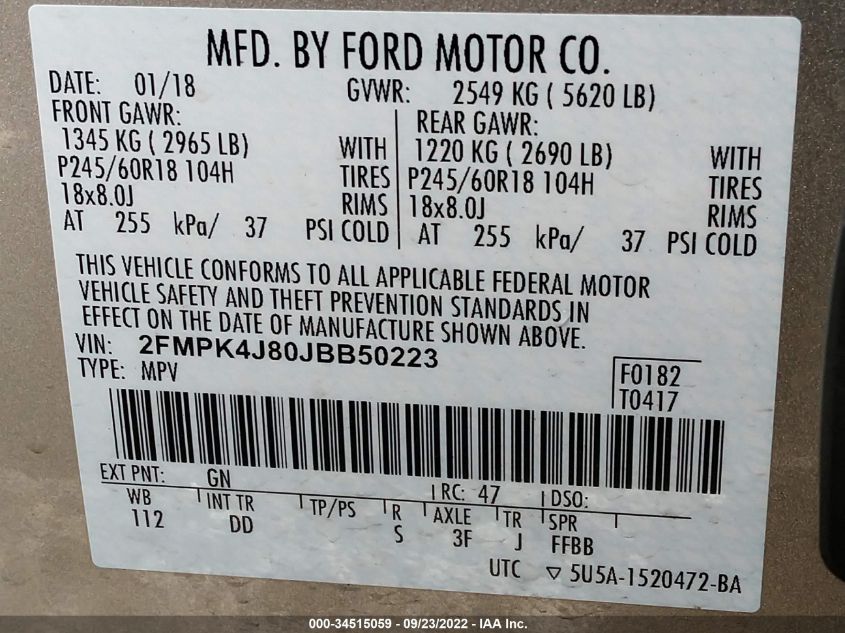 MFD. BY FORD MOTOR CO.
DATE: 01/18 GVWR: 2549 KG ( 5620 LB)
FRONT GAWR: REAR GAWR:
1345 KG ( 2965 LB) WITH 1220 KG ( 2690 LB) WITH
P245/60R18 104H TIRES P245/60R18 104H TIRES
18x8.0J RIMS 18x8.0J RIMS
AT 255 kPa/ 37 PSI COLD AT 255 kPa/ 37 PSI COLD
THIS VEHICLE CONFORMS TO ALL APPLICABLE FEDERAL MOTOR
VEHICLE SAFETY AND THEFT PREVENTION STANDARDS IN
EFFECT ON THE DATE OF MANUFACTURE SHOWN ABOVE.
VIN: 2FMPK4J80JBB50223
TYPE: MPV F0182
T0417
EXT PNT: GN RC: 47 DSO:
WB INT TR TP/PS R AXLE TR SPR
112 DD S 3F J FFBB
UTC ▽ 5U5A-1520472-BA
000-34515059 - 09/23/2022 - IAA Inc.